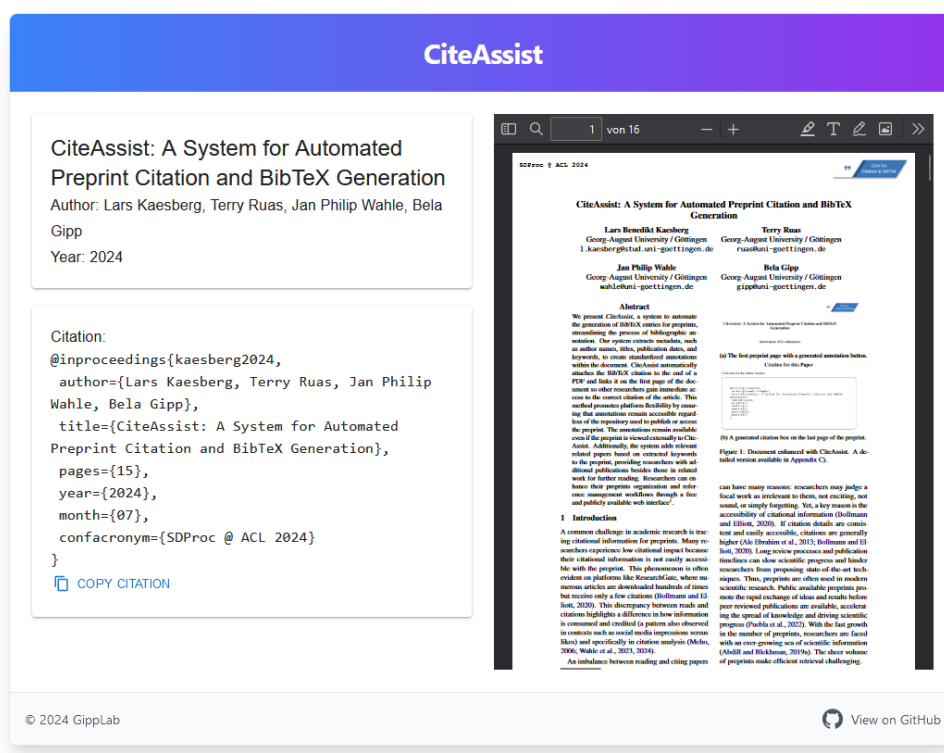 CiteAssist
CiteAssist: A System for Automated
Preprint Citation and BibTeX Generation
Author: Lars Kaesberg, Terry Ruas, Jan Philip Wahle, Bela
Gipp
Year: 2024
Citation:
@inproceedings{kaesberg2024,
author={Lars Kaesberg, Terry Ruas, Jan Philip
Wahle, Bela Gipp},
title={CiteAssist: A System for Automated
Preprint Citation and BibTeX Generation},
pages={15},
year={2024},
month={07},
confacronym={SDProc @ ACL 2024}
}
COPY CITATION
1 von 16
SDProc @ ACL 2024
Click for
Citation & BibTeX
CiteAssist: A System for Automated Preprint Citation and BibTeX
Generation
Lars Benedikt Kaesberg
Georg-August University / Göttingen
l.kaesberg@stud.uni-goettingen.de
Terry Ruas
Georg-August University / Göttingen
ruas@uni-goettingen.de
Jan Philip Wahle
Georg-August University / Göttingen
wahle@uni-goettingen.de
Bela Gipp
Georg-August University / Göttingen
gipp@uni-goettingen.de
Abstract
We present CiteAssist, a system to automate
the generation of BibTeX entries for preprints,
streamlining the process of bibliographic an-
notation. Our system extracts metadata, such
as author names, titles, publication dates, and
keywords, to create standardized annotations
within the document. CiteAssist automatically
attaches the BibTeX citation to the end of a
PDF and links it on the first page of the doc-
ument so other researchers gain immediate ac-
cess to the correct citation of the article. This
method promotes platform flexibility by ensur-
ing that annotations remain accessible regard-
less of the repository used to publish or access
the preprint. The annotations remain available
even if the preprint is viewed externally to Cite-
Assist. Additionally, the system adds relevant
related papers based on extracted keywords
to the preprint, providing researchers with ad-
ditional publications besides those in related
work for further reading. Researchers can en-
hance their preprints organization and refer-
ence management workflows through a free
and publicly available web interface¹.
1 Introduction
A common challenge in academic research is trac-
ing citational information for preprints. Many re-
searchers experience low citational impact because
their citational information is not easily accessi-
ble with the preprint. This phenomenon is often
evident on platforms like ResearchGate, where nu-
merous articles are downloaded hundreds of times
but receive only a few citations (Bollmann and El-
liott, 2020). This discrepancy between reads and
citations highlights a difference in how information
is consumed and credited (a pattern also observed
in contexts such as social media impressions versus
likes) and specifically in citation analysis (Meho,
2006; Wahle et al., 2023, 2024).
An imbalance between reading and citing papers
(a) The first preprint page with a generated annotation button.
Citation for this Paper
(b) A generated citation box on the last page of the preprint.
Figure 1: Document enhanced with CiteAssist. A de-
tailed version available in Appendix C).
can have many reasons: researchers may judge a
focal work as irrelevant to them, not exciting, not
sound, or simply forgetting. Yet, a key reason is the
accessibility of citational information (Bollmann
and Elliott, 2020). If citation details are consis-
tent and easily accessible, citations are generally
higher (Ale Ebrahim et al., 2013; Bollmann and El-
liott, 2020). Long review processes and publication
timelines can slow scientific progress and hinder
researchers from proposing state-of-the-art tech-
niques. Thus, preprints are often used in modern
scientific research. Public available preprints pro-
mote the rapid exchange of ideas and results before
peer reviewed publications are available, accelerat-
ing the spread of knowledge and driving scientific
progress (Puebla et al., 2022). With the fast growth
in the number of preprints, researchers are faced
with an ever-growing sea of scientific information
(Abdill and Blekhman, 2019a). The sheer volume
of preprints make efficient retrieval challenging.
© 2024 GippLab
View on GitHub